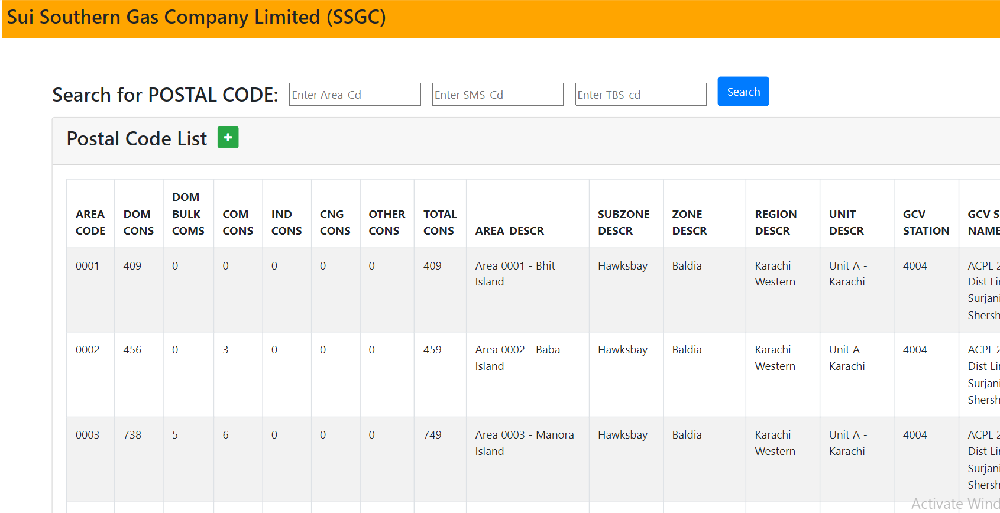 Sui Southern Gas Company Limited (SSGC)
Search for POSTAL CODE: Enter Area_Cd Enter SMS_Cd Enter TBS_cd Search
Postal Code List +
AREA CODE DOM CONS DOM BULK COMS COM CONS IND CONS CNG CONS OTHER CONS TOTAL CONS AREA_DESCR SUBZONE DESCR ZONE DESCR REGION DESCR UNIT DESCR GCV STATION GCV S NAME
0001 409 0 0 0 0 0 409 Area 0001 - Bhit Island Hawksbay Baldia Karachi Western Unit A - Karachi 4004 ACPL 2 Dist Surjani Shersh
0002 456 0 3 0 0 0 459 Area 0002 - Baba Island Hawksbay Baldia Karachi Western Unit A - Karachi 4004 ACPL 2 Dist Surjani Shersh
0003 738 5 6 0 0 0 749 Area 0003 - Manora Island Hawksbay Baldia Karachi Western Unit A - Karachi 4004 ACPL 2 Dist Surjani Shersh
Activate Wind